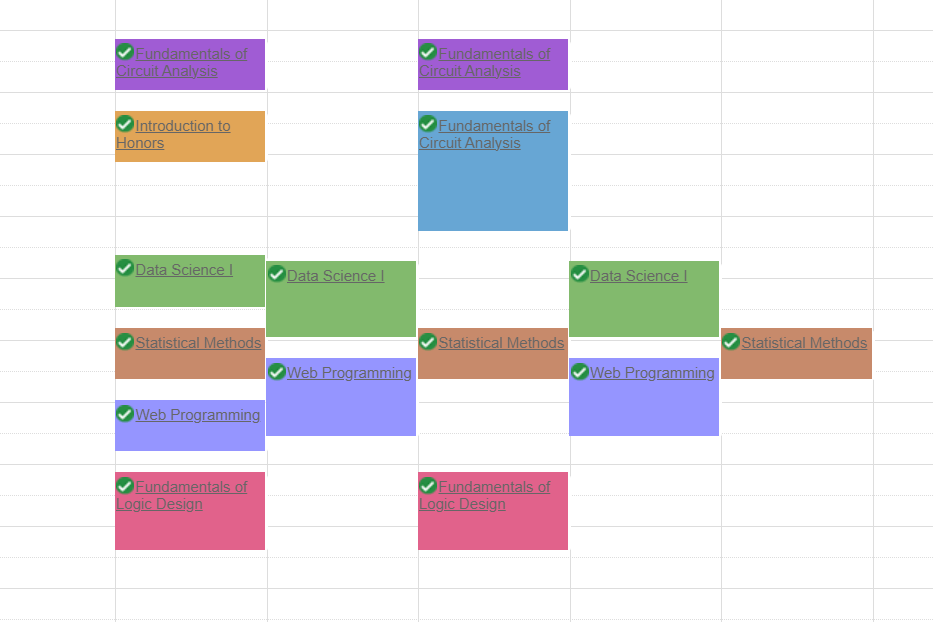 Fundamentals of
Circuit Analysis
Fundamentals of
Circuit Analysis
Introduction to
Honors
Fundamentals of
Circuit Analysis
Data Science I
Data Science I
Data Science I
Statistical Methods
Statistical Methods
Statistical Methods
Web Programming
Web Programming
Web Programming
Fundamentals of
Logic Design
Fundamentals of
Logic Design